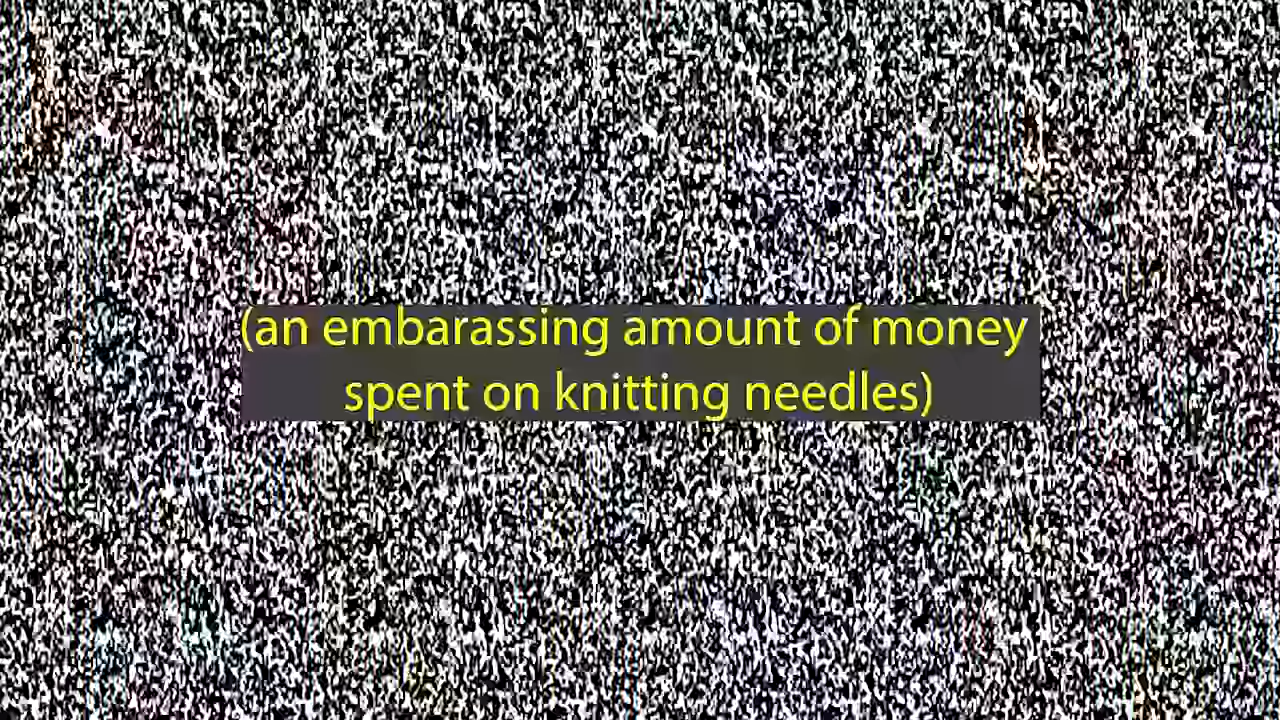 (an embarassing amount of money
spent on knitting needles)